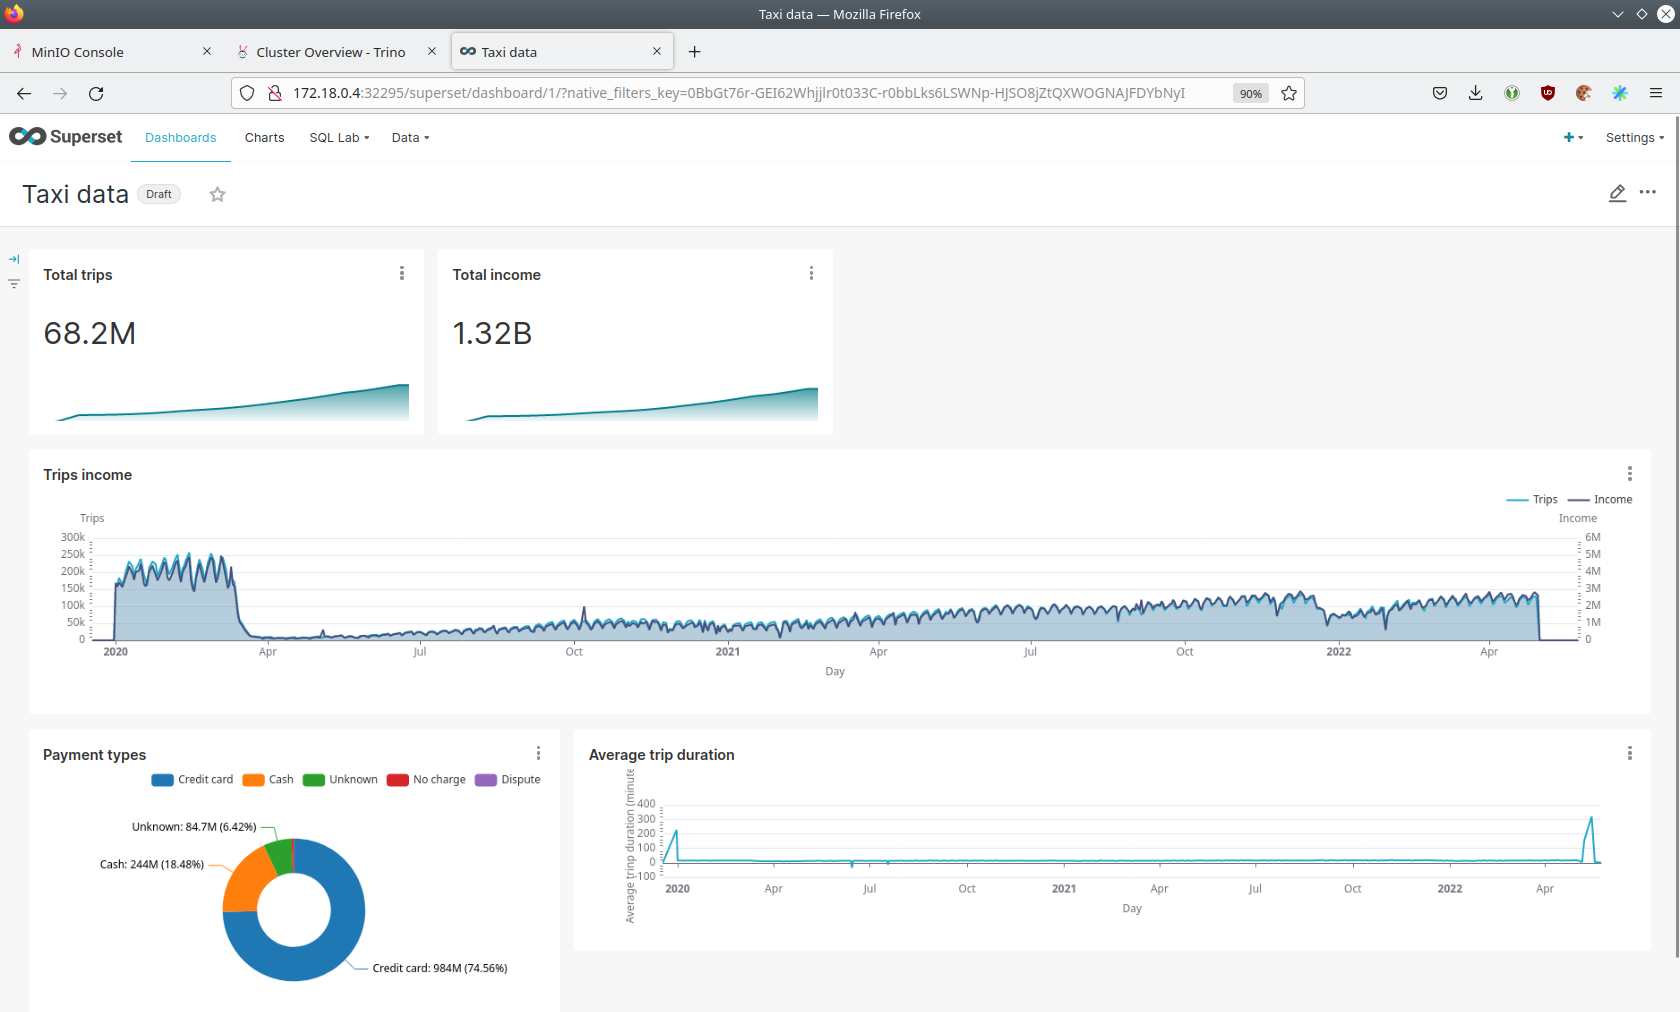 Taxi data — Mozilla Firefox
MinIO Console
Cluster Overview - Trino
Taxi data
172.18.0.4:32295/superset/dashboard/1/?native_filters_key=0BbGt76r-GEI62Whjjlr0t033C-r0bbLks6LSWNp-HJSO8jZtQXWOGNAJFDYbNyI
90%
Superset
Dashboards
Charts
SQL Lab
Data
Settings
Taxi data
Draft
Total trips
68.2M
Total income
1.32B
Trips income
Trips
Income
Trips
Income
300k
250k
200k
150k
100k
50k
0
6M
5M
4M
3M
2M
1M
0
2020
Apr
Jul
Oct
2021
Apr
Jul
Oct
2022
Apr
Day
Payment types
Credit card
Cash
Unknown
No charge
Dispute
Unknown: 84.7M (6.42%)
Cash: 244M (18.48%)
Credit card: 984M (74.56%)
Average trip duration
Average trinp duration (minute
400
300
200
100
0
-100
2020
Apr
Jul
Oct
2021
Apr
Jul
Oct
2022
Apr
Day